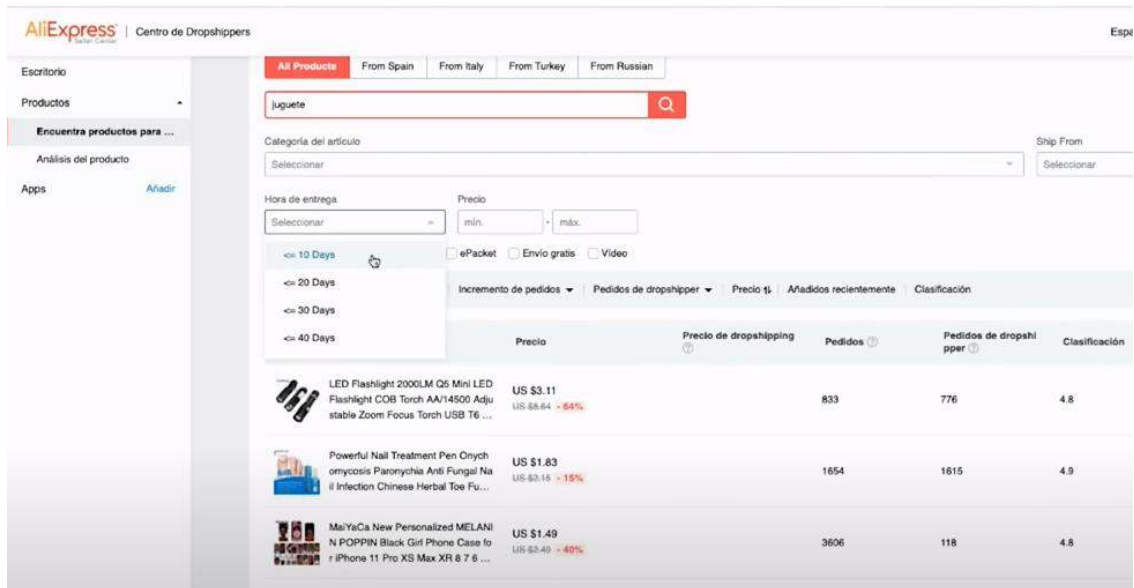 AliExpress | Centro de Dropshippers
Seller Center
Espa
Escritorio
Productos
Encuentra productos para ...
Análisis del producto
Apps Añadir
All Products From Spain From Italy From Turkey From Russian
juguete
Categoría del artículo Ship From
Seleccionar Seleccionar
Hora de entrega Precio
Seleccionar mín. - máx.
<= 10 Days
<= 20 Days
<= 30 Days
<= 40 Days
ePacket Envío gratis Vídeo
Incremento de pedidos Pedidos de dropshipper Precio Añadidos recientemente Clasificación
Precio Precio de dropshipping Pedidos Pedidos de dropshi
pper Clasificación
LED Flashlight 2000LM Q5 Mini LED
Flashlight COB Torch AA/14500 Adju
stable Zoom Focus Torch USB T6 ...
US $3.11
US $8.64 - 64%
833 776 4.8
Powerful Nail Treatment Pen Onych
omycosis Paronychia Anti Fungal Na
il Infection Chinese Herbal Toe Fu...
US $1.83
US $2.15 - 15%
1654 1615 4.9
MaiYaCa New Personalized MELANI
N POPPIN Black Girl Phone Case fo
r iPhone 11 Pro XS Max XR 8 7 6 ...
US $1.49
US $2.49 - 40%
3606 118 4.8